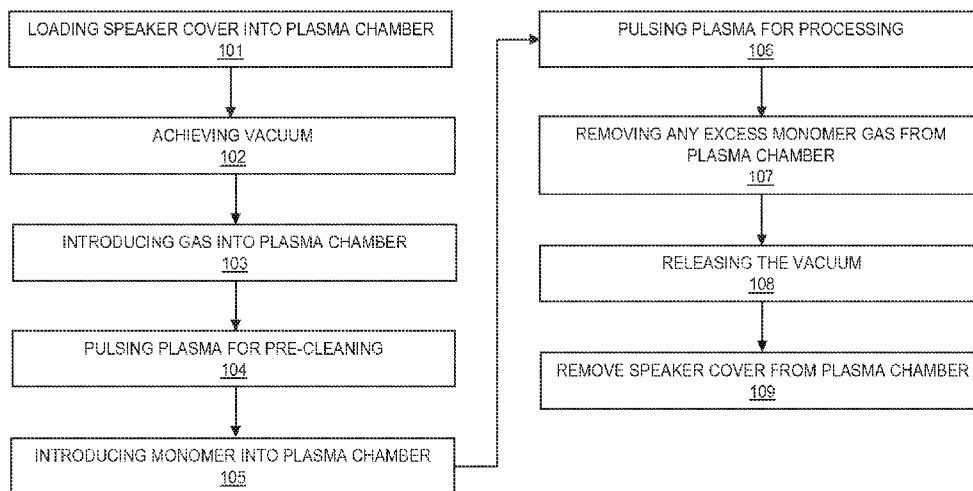 LOADING SPEAKER COVER INTO PLASMA CHAMBER
101
ACHIEVING VACUUM
102
INTRODUCING GAS INTO PLASMA CHAMBER
103
PULSING PLASMA FOR PRE-CLEANING
104
INTRODUCING MONOMER INTO PLASMA CHAMBER
105
PULSING PLASMA FOR PROCESSING
106
REMOVING ANY EXCESS MONOMER GAS FROM
PLASMA CHAMBER
107
RELEASING THE VACUUM
108
REMOVE SPEAKER COVER FROM PLASMA CHAMBER
109